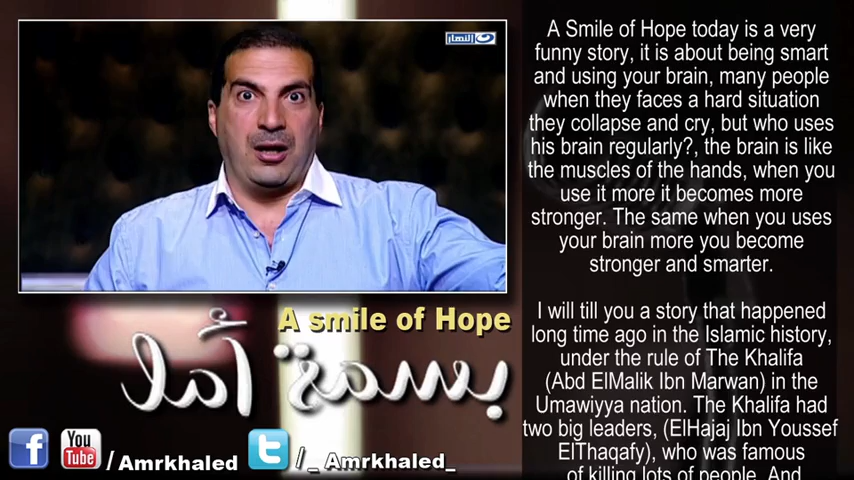 النهار
A smile of Hope
بسمة أمل
f
You
Tube
/Amrkhaled
/_Amrkhaled_
A Smile of Hope today is a very
funny story, it is about being smart
and using your brain, many people
when they faces a hard situation
they collapse and cry, but who uses
his brain regularly?, the brain is like
the muscles of the hands, when you
use it more it becomes more
stronger. The same when you uses
your brain more you become
stronger and smarter.
I will till you a story that happened
long time ago in the Islamic history,
under the rule of The Khalifa
(Abd ElMalik Ibn Marwan) in the
Umawiyya nation. The Khalifa had
two big leaders, (ElHajaj Ibn Youssef
ElThaqafy), who was famous
of killing lots of people. And